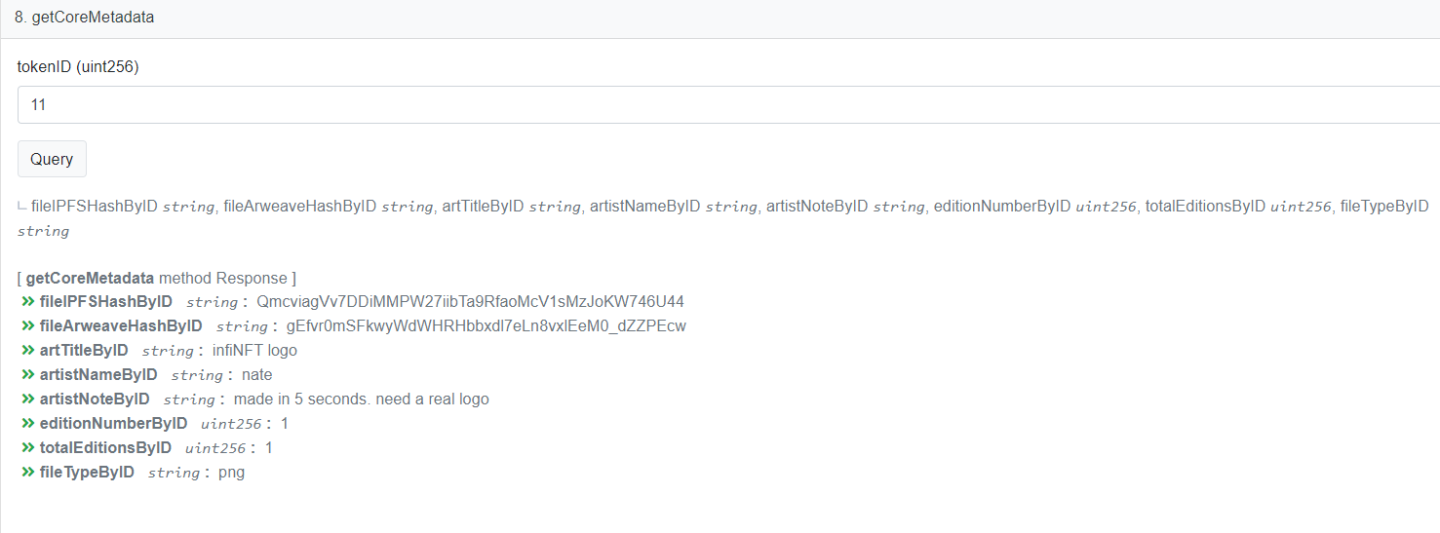 8. getCoreMetadata
tokenID (uint256)
11
Query
fileIPFSHashByID string, fileArweaveHashByID string, artTitleByID string, artistNameByID string, artistNoteByID string, editionNumberByID uint256, totalEditionsByID uint256, fileTypeByID
string
[ getCoreMetadata method Response ]
fileIPFSHashByID string : QmcviagVv7DDiMMPW27iibTa9RfaoMcV1sMzJoKW746U44
fileArweaveHashByID string : gEfvr0mSFkwyWdWHRHbbxdI7eLn8vxlEeM0_dZZPEcw
artTitleByID string : infiNFT logo
artistNameByID string : nate
artistNoteByID string : made in 5 seconds. need a real logo
editionNumberByID uint256 : 1
totalEditionsByID uint256 : 1
fileTypeByID string : png